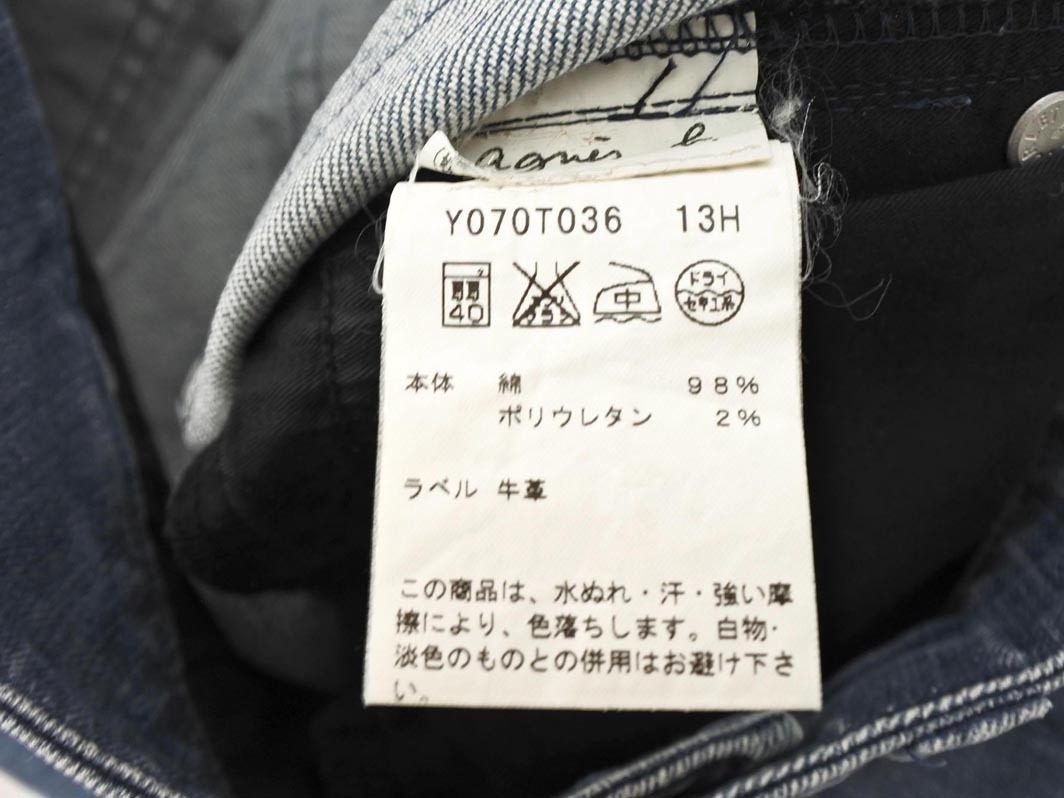 agnès b
Y070T036 13H
40
中
ドライ
セキユ系
本体 綿 98%
ポリウレタン 2%
ラベル 牛革
この商品は、水ぬれ・汗・強い摩
擦により、色落ちします。白物・
淡色のものとの併用はお避け下さ
い。